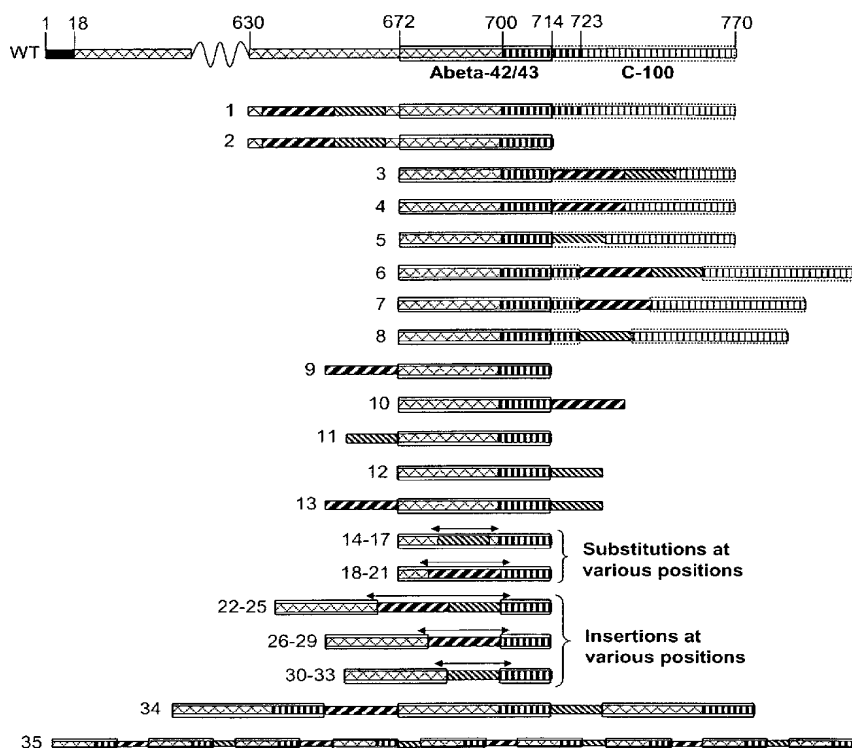 1 18 630 672 700 714 723 770
WT
Abeta-42/43 C-100
1
2
3
4
5
6
7
8
9
10
11
12
13
14-17
18-21
Substitutions at
various positions
22-25
26-29
30-33
Insertions at
various positions
34
35